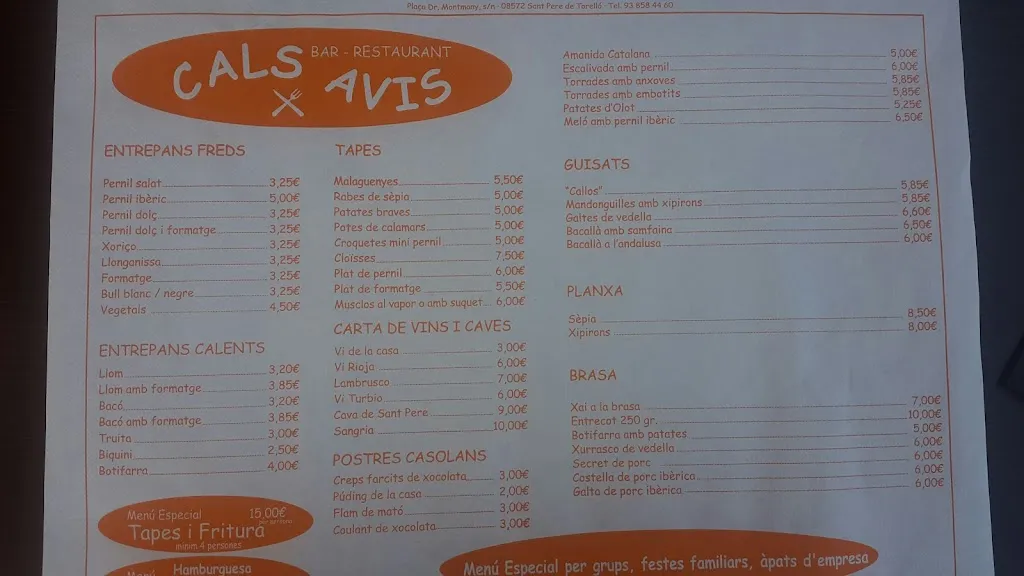 Plaça Dr. Montmany, s/n - 08572 Sant Pere de Torelló - Tel. 93 858 44 60
BAR - RESTAURANT
CALS AVIS
ENTREPANS FREDS
Pernil salat 3,25€
Pernil ibèric 5,00€
Pernil dolç 3,25€
Pernil dolç i formatge 3,25€
Xoriço 3,25€
Llonganissa 3,25€
Formatge 3,25€
Bull blanc / negre 3,25€
Vegetals 4,50€
ENTREPANS CALENTS
Llom 3,20€
Llom amb formatge 3,85€
Bacó 3,20€
Bacó amb formatge 3,85€
Truita 3,00€
Biquini 2,50€
Botifarra 4,00€
Menú Especial 15,00€
per persona
Tapes i Fritura
mínim 4 persones
Menú Hamburguesa
TAPES
Malaguenyes 5,50€
Rabes de sèpia 5,00€
Patates braves 5,00€
Potes de calamars 5,00€
Croquetes mini pernil 5,00€
Cloïsses 7,50€
Plat de pernil 6,00€
Plat de formatge 5,50€
Musclos al vapor o amb suquet 6,00€
CARTA DE VINS I CAVES
Vi de la casa 3,00€
Vi Rioja 6,00€
Lambrusco 7,00€
Vi Turbio 6,00€
Cava de Sant Pere 9,00€
Sangria 10,00€
POSTRES CASOLANS
Creps farcits de xocolata 3,00€
Púding de la casa 2,00€
Flam de mató 3,00€
Coulant de xocolata 3,00€
Amanida Catalana 5,00€
Escalivada amb pernil 6,00€
Torrades amb anxoves 5,85€
Torrades amb embotits 5,85€
Patates d'Olot 5,25€
Meló amb pernil ibèric 6,50€
GUISATS
"Callos" 5,85€
Mandonguilles amb xipirons 5,85€
Galtes de vedella 6,60€
Bacallà amb samfaina 6,50€
Bacallà a l'andalusa 6,00€
PLANXA
Sèpia 8,50€
Xipirons 8,00€
BRASA
Xai a la brasa 7,00€
Entrecot 250 gr. 10,00€
Botifarra amb patates 5,00€
Xurrasco de vedella 6,00€
Secret de porc 6,00€
Costella de porc ibèrica 6,00€
Galta de porc ibèrica 6,00€
Menú Especial per grups, festes familiars, àpats d'empresa